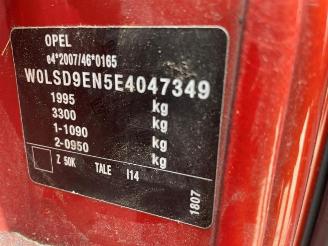 OPEL
e4*2007/46*0165
W0LSD9EN5E4047349
1995 kg
3300 kg
1-1090 kg
2-0950 kg
Z 50K TALE I14
1807